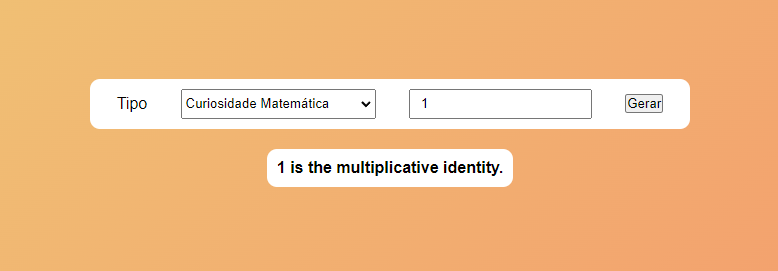 Tipo Curiosidade Matemática 1 Gerar
1 is the multiplicative identity.